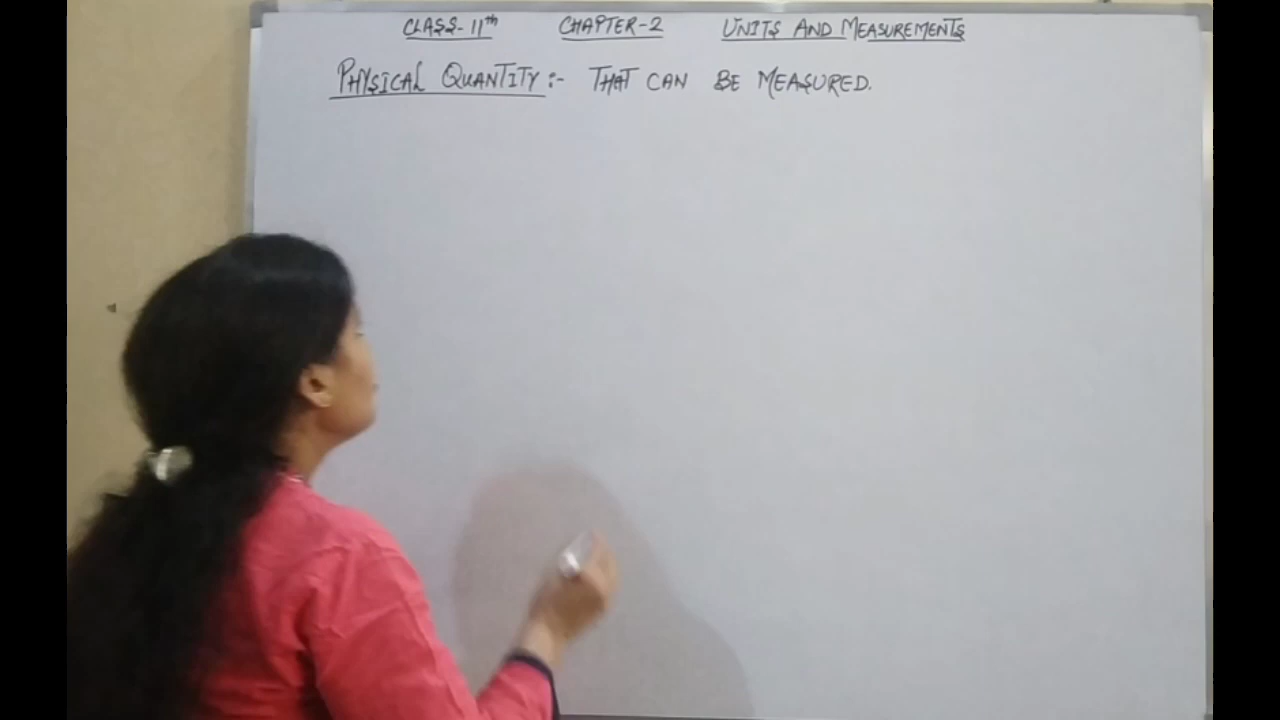 CLASS-11th CHAPTER-2 UNITS AND MEASUREMENTS
PHYSICAL QUANTITY:- THAT CAN BE MEASURED.